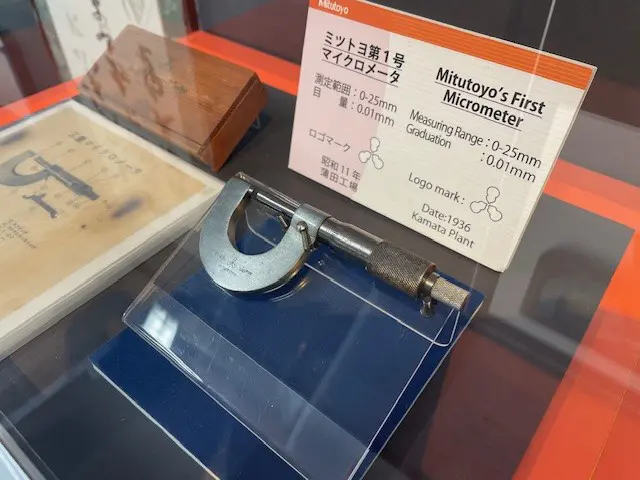 Mitutoyo
ミツトヨ第1号
マイクロメータ
測定範囲：0-25mm
目　量：0.01mm
ロゴマーク：
昭和11年
蒲田工場
Mitutoyo's First
Micrometer
Measuring Range：0-25mm
Graduation
：0.01mm
Logo mark：
Date:1936
Kamata Plant